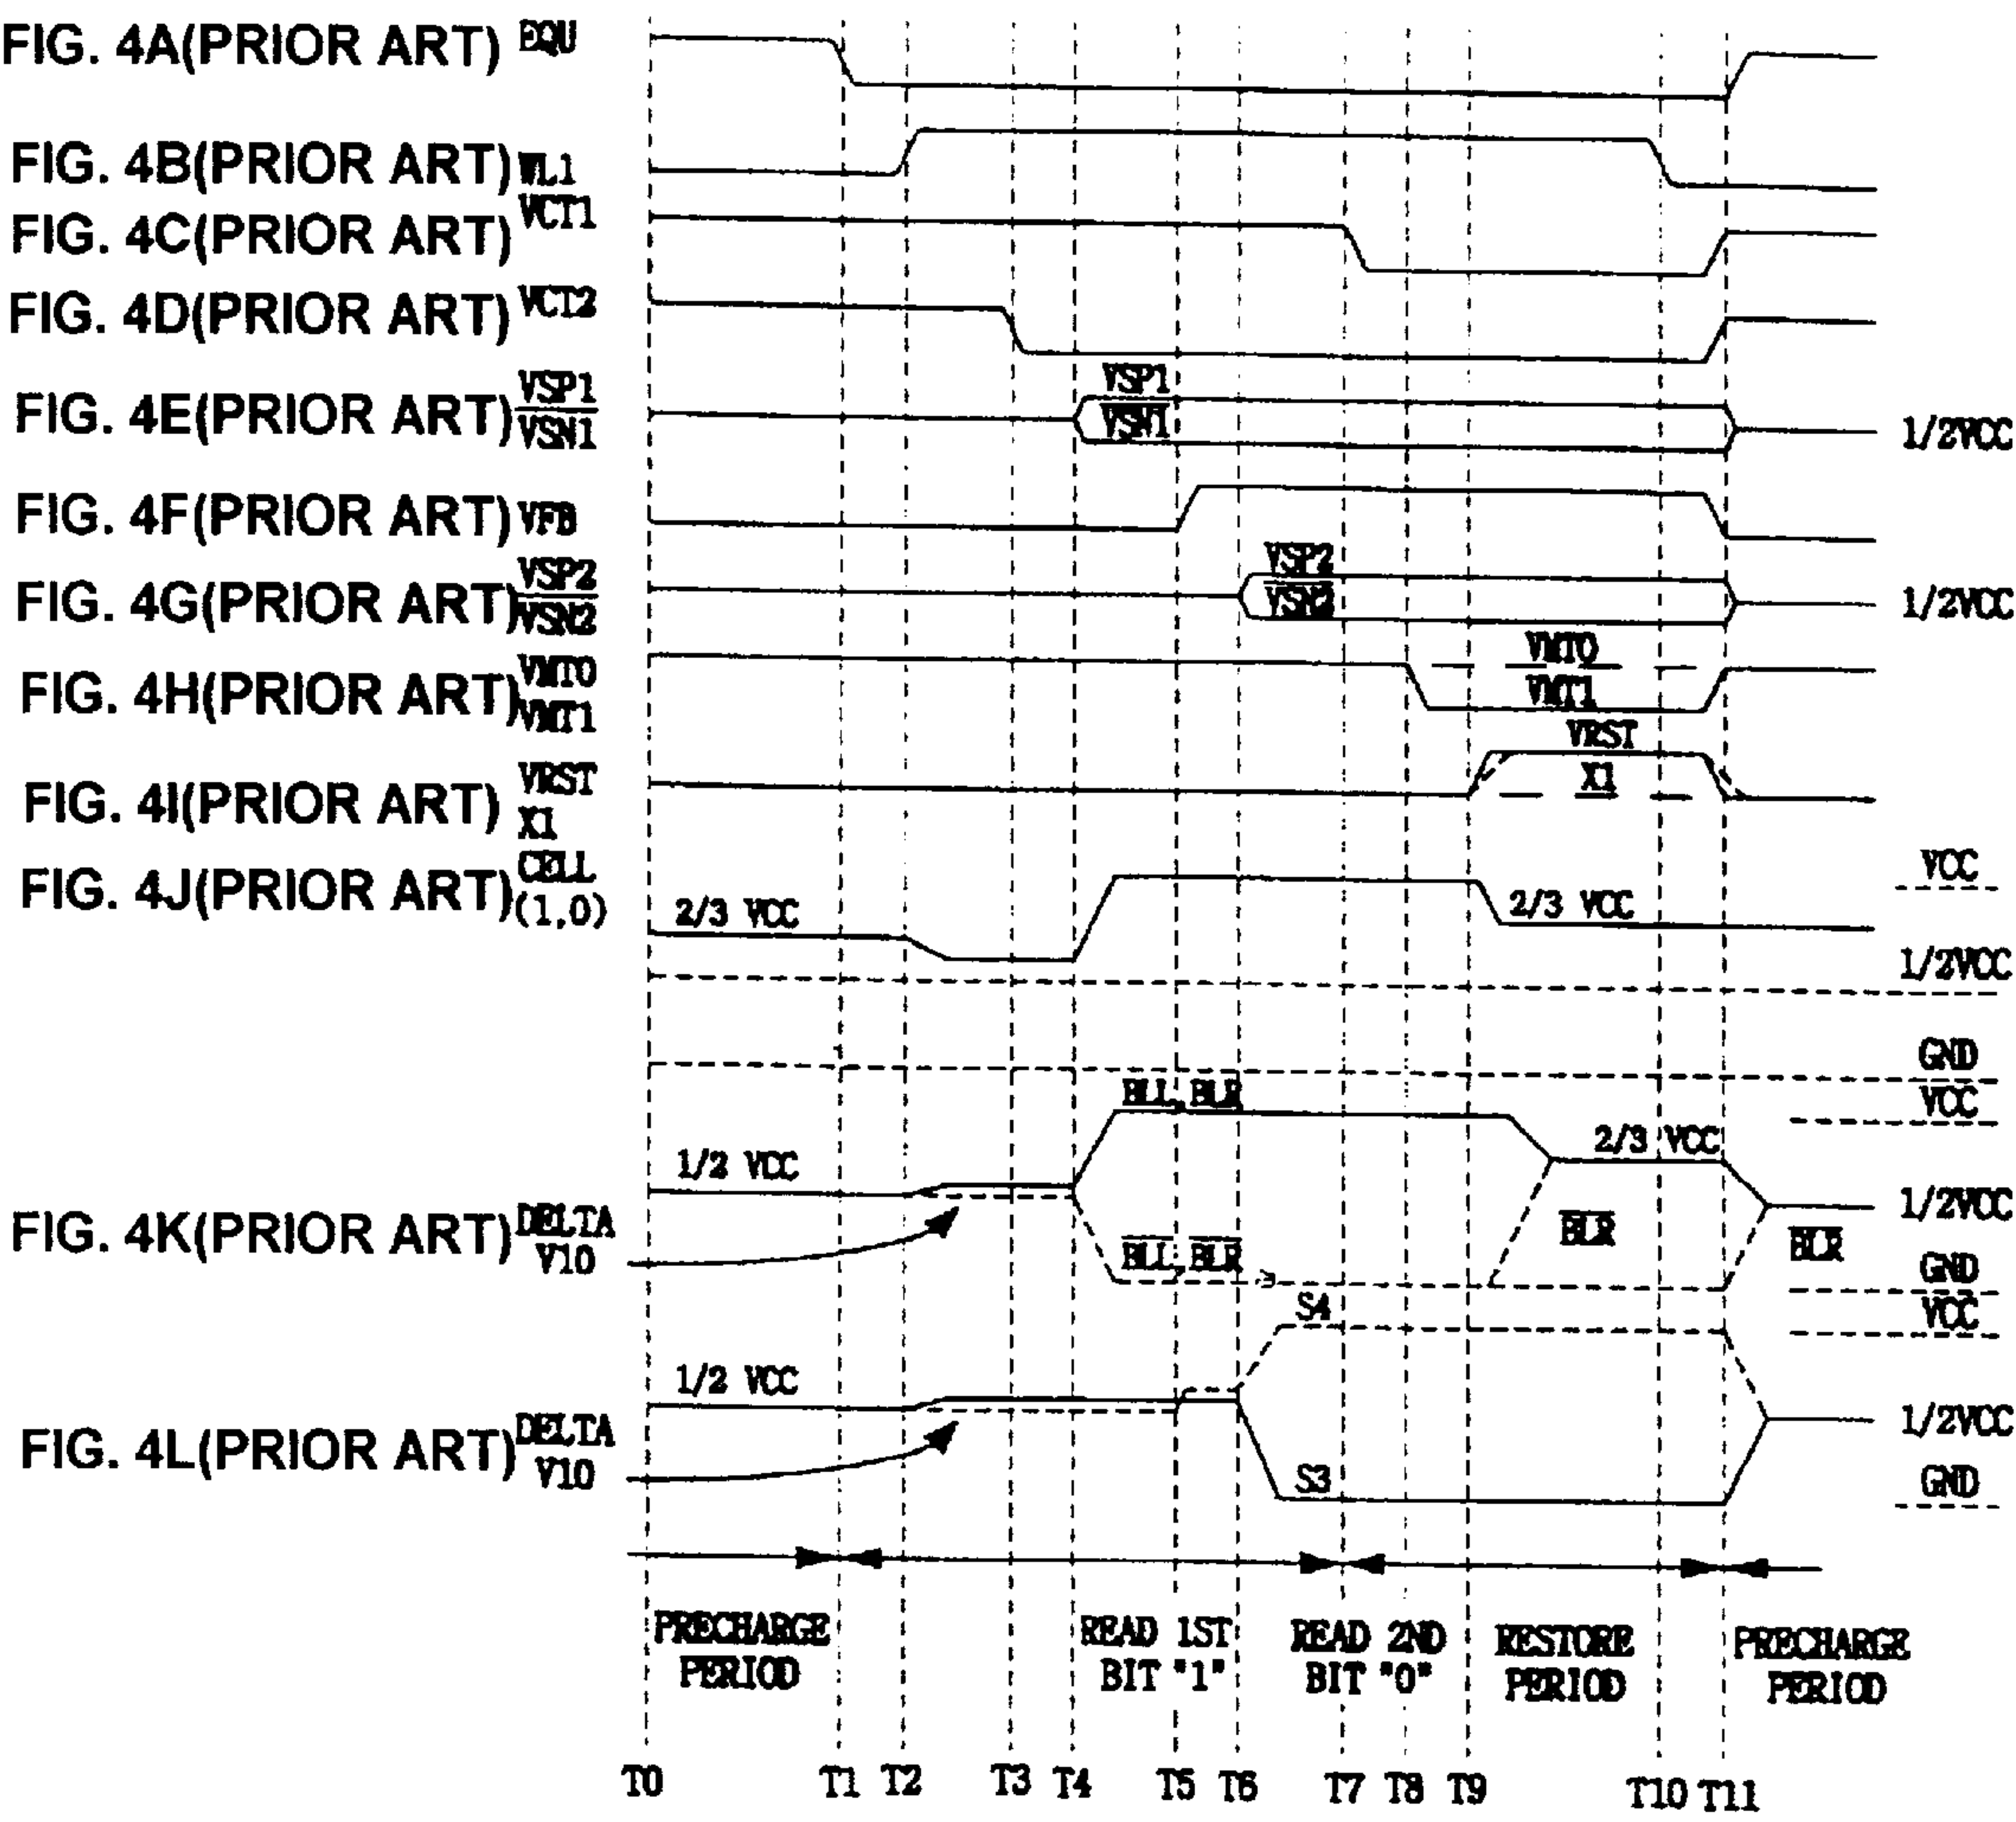 FIG. 4A(PRIOR ART) EQU
FIG. 4B(PRIOR ART) WL1
FIG. 4C(PRIOR ART) VCT1
FIG. 4D(PRIOR ART) VCT2
FIG. 4E(PRIOR ART) VSP1
VSN1
VSP1
VSN1
1/2VCC
FIG. 4F(PRIOR ART) VFB
FIG. 4G(PRIOR ART) VSP2
VSN2
VSP2
VSN2
1/2VCC
FIG. 4H(PRIOR ART) VMT0
VMT1
VMT0
VMT1
FIG. 4I(PRIOR ART) VRST
X1
VRST
X1
FIG. 4J(PRIOR ART) CELL
(1,0)
2/3 VCC
2/3 VCC
VCC
1/2VCC
GND
FIG. 4K(PRIOR ART) DELTA
V10
1/2 VCC
BLL, BLR
BLL, BLR
2/3 VCC
BLR
BLR
VCC
1/2VCC
GND
FIG. 4L(PRIOR ART) DELTA
V10
1/2 VCC
S4
S3
VCC
1/2VCC
GND
PRECHARGE
PERIOD
READ 1ST
BIT "1"
READ 2ND
BIT "0"
RESTORE
PERIOD
PRECHARGE
PERIOD
T0 T1 T2 T3 T4 T5 T6 T7 T8 T9 T10 T11